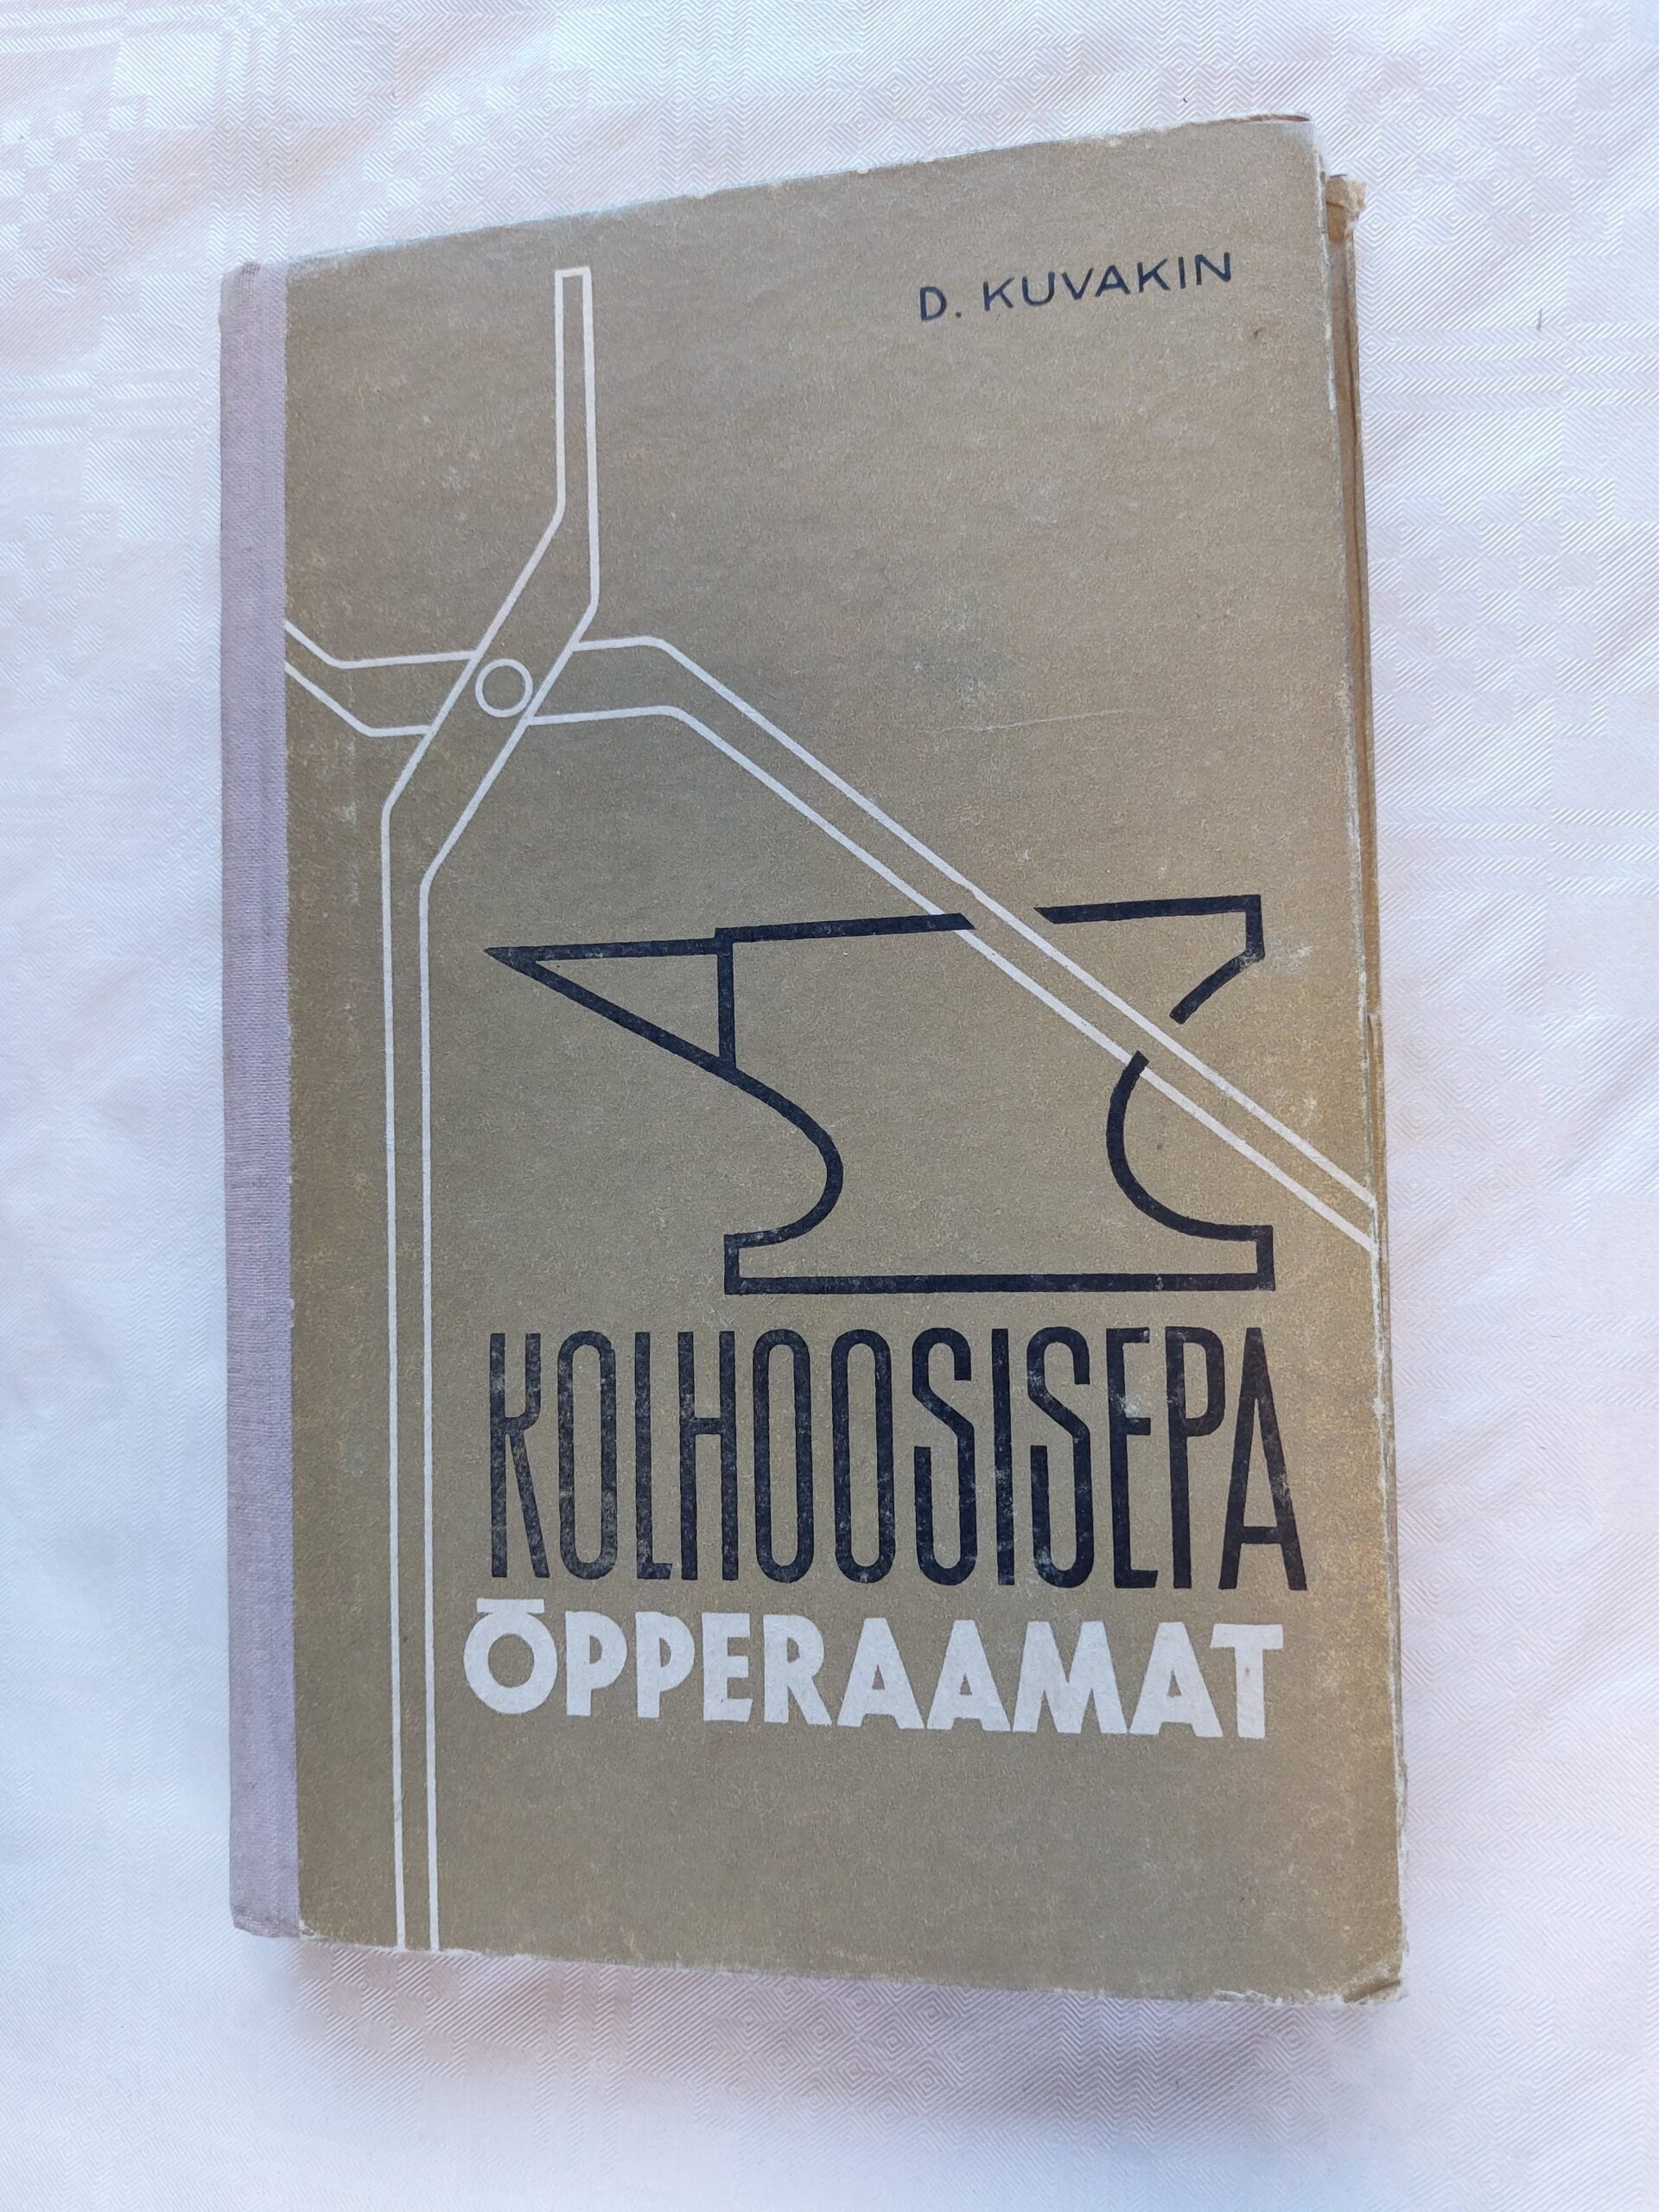 D. KUVAKIN
KOLHOOSISEPA
ÕPPERAAMAT